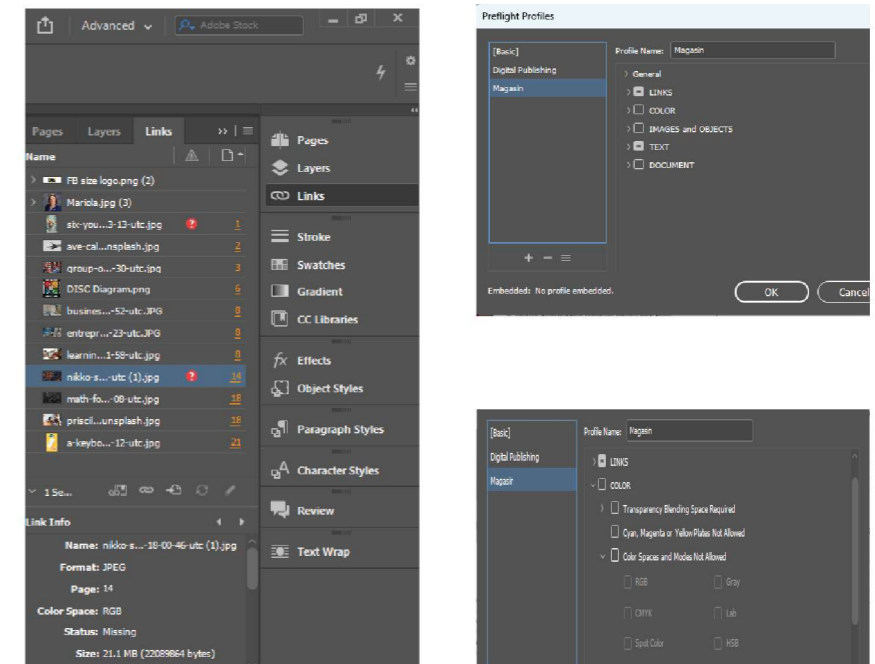 Advanced
Adobe Stock
Pages Layers Links
Name
FB size logo.png (2)
Mariola.jpg (3)
six-you...3-13-utc.jpg 1
ave-cal...nsplash.jpg 2
group-o...-30-utc.jpg 3
DISC Diagram.png 6
busines...-52-utc.JPG 8
entrepr...-23-utc.JPG 8
learnin...1-59-utc.jpg 8
nikko-s...-utc (1).jpg 14
math-fo...-08-utc.jpg 18
priscil...unsplash.jpg 18
a-keybo...-12-utc.jpg 21
1 Se...
Link Info
Name: nikko-s...-18-00-46-utc (1).jpg
Format: JPEG
Page: 14
Color Space: RGB
Status: Missing
Size: 21.1 MB (22089864 bytes)
Pages
Layers
Links
Stroke
Swatches
Gradient
CC Libraries
Effects
Object Styles
Paragraph Styles
Character Styles
Review
Text Wrap
Preflight Profiles
[Basic]
Digital Publishing
Magasin
Profile Name: Magasin
General
LINKS
COLOR
IMAGES and OBJECTS
TEXT
DOCUMENT
Embedded: No profile embedded.
OK Cancel
[Basic]
Digital Publishing
Magasin
Profile Name: Magasin
LINKS
COLOR
Transparency Blending Space Required
Cyan, Magenta or Yellow Plates Not Allowed
Color Spaces and Modes Not Allowed
RGB Gray
CMYK Lab
Spot Color HSB